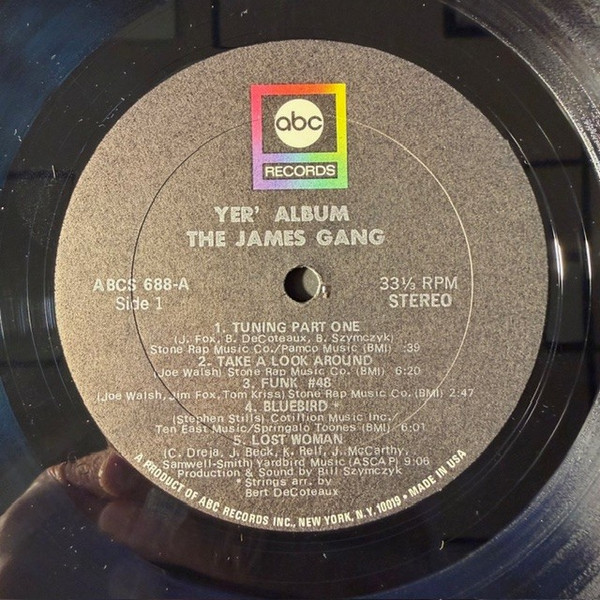 abc
RECORDS
YER' ALBUM
THE JAMES GANG
ABCS 688-A
Side 1
33⅓ RPM
STEREO
1. TUNING PART ONE
(J. Fox, B. DeCoteaux, B. Szymczyk)
Stone Rap Music Co./Pamco Music (BMI) :39
2. TAKE A LOOK AROUND
(Joe Walsh) Stone Rap Music Co. (BMI) 6:20
3. FUNK #48
(Joe Walsh, Jim Fox, Tom Kriss) Stone Rap Music Co. (BMI) 2:47
4. BLUEBIRD +
(Stephen Stills) Cotillion Music Inc./
Ten East Music/Springalo Toones (BMI) 6:01
5. LOST WOMAN
(C. Dreja, J. Beck, K. Relf, J. McCarthy,
Samwell-Smith) Yardbird Music (ASCAP) 9:06
Production & Sound by Bill Szymczyk
* Strings arr. by
Bert DeCoteaux
A PRODUCT OF ABC RECORDS INC., NEW YORK, N.Y. 10019 • MADE IN USA